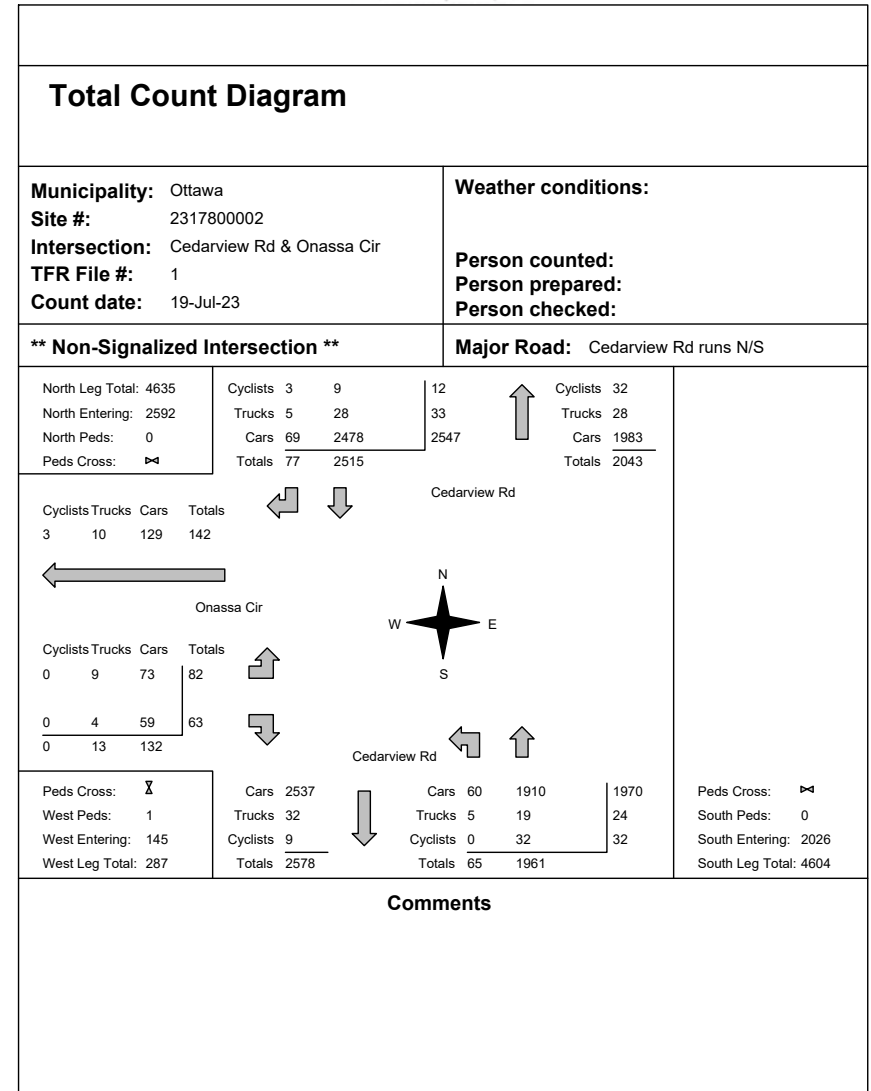 Total Count Diagram
Municipality: Ottawa
Site #: 2317800002
Intersection: Cedarview Rd & Onassa Cir
TFR File #: 1
Count date: 19-Jul-23
Weather conditions:
Person counted:
Person prepared:
Person checked:
** Non-Signalized Intersection **
Major Road: Cedarview Rd runs N/S
North Leg Total: 4635
North Entering: 2592
North Peds: 0
Peds Cross:
Cyclists 3 9 12
Trucks 5 28 33
Cars 69 2478 2547
Totals 77 2515
Cyclists 32
Trucks 28
Cars 1983
Totals 2043
Cedarview Rd
Cyclists Trucks Cars Totals
3 10 129 142
Onassa Cir
N
W E
S
Cyclists Trucks Cars Totals
0 9 73 82
0 4 59 63
0 13 132
Cedarview Rd
Peds Cross:
West Peds: 1
West Entering: 145
West Leg Total: 287
Cars 2537
Trucks 32
Cyclists 9
Totals 2578
Cars 60 1910 1970
Trucks 5 19 24
Cyclists 0 32 32
Totals 65 1961
Peds Cross:
South Peds: 0
South Entering: 2026
South Leg Total: 4604
Comments